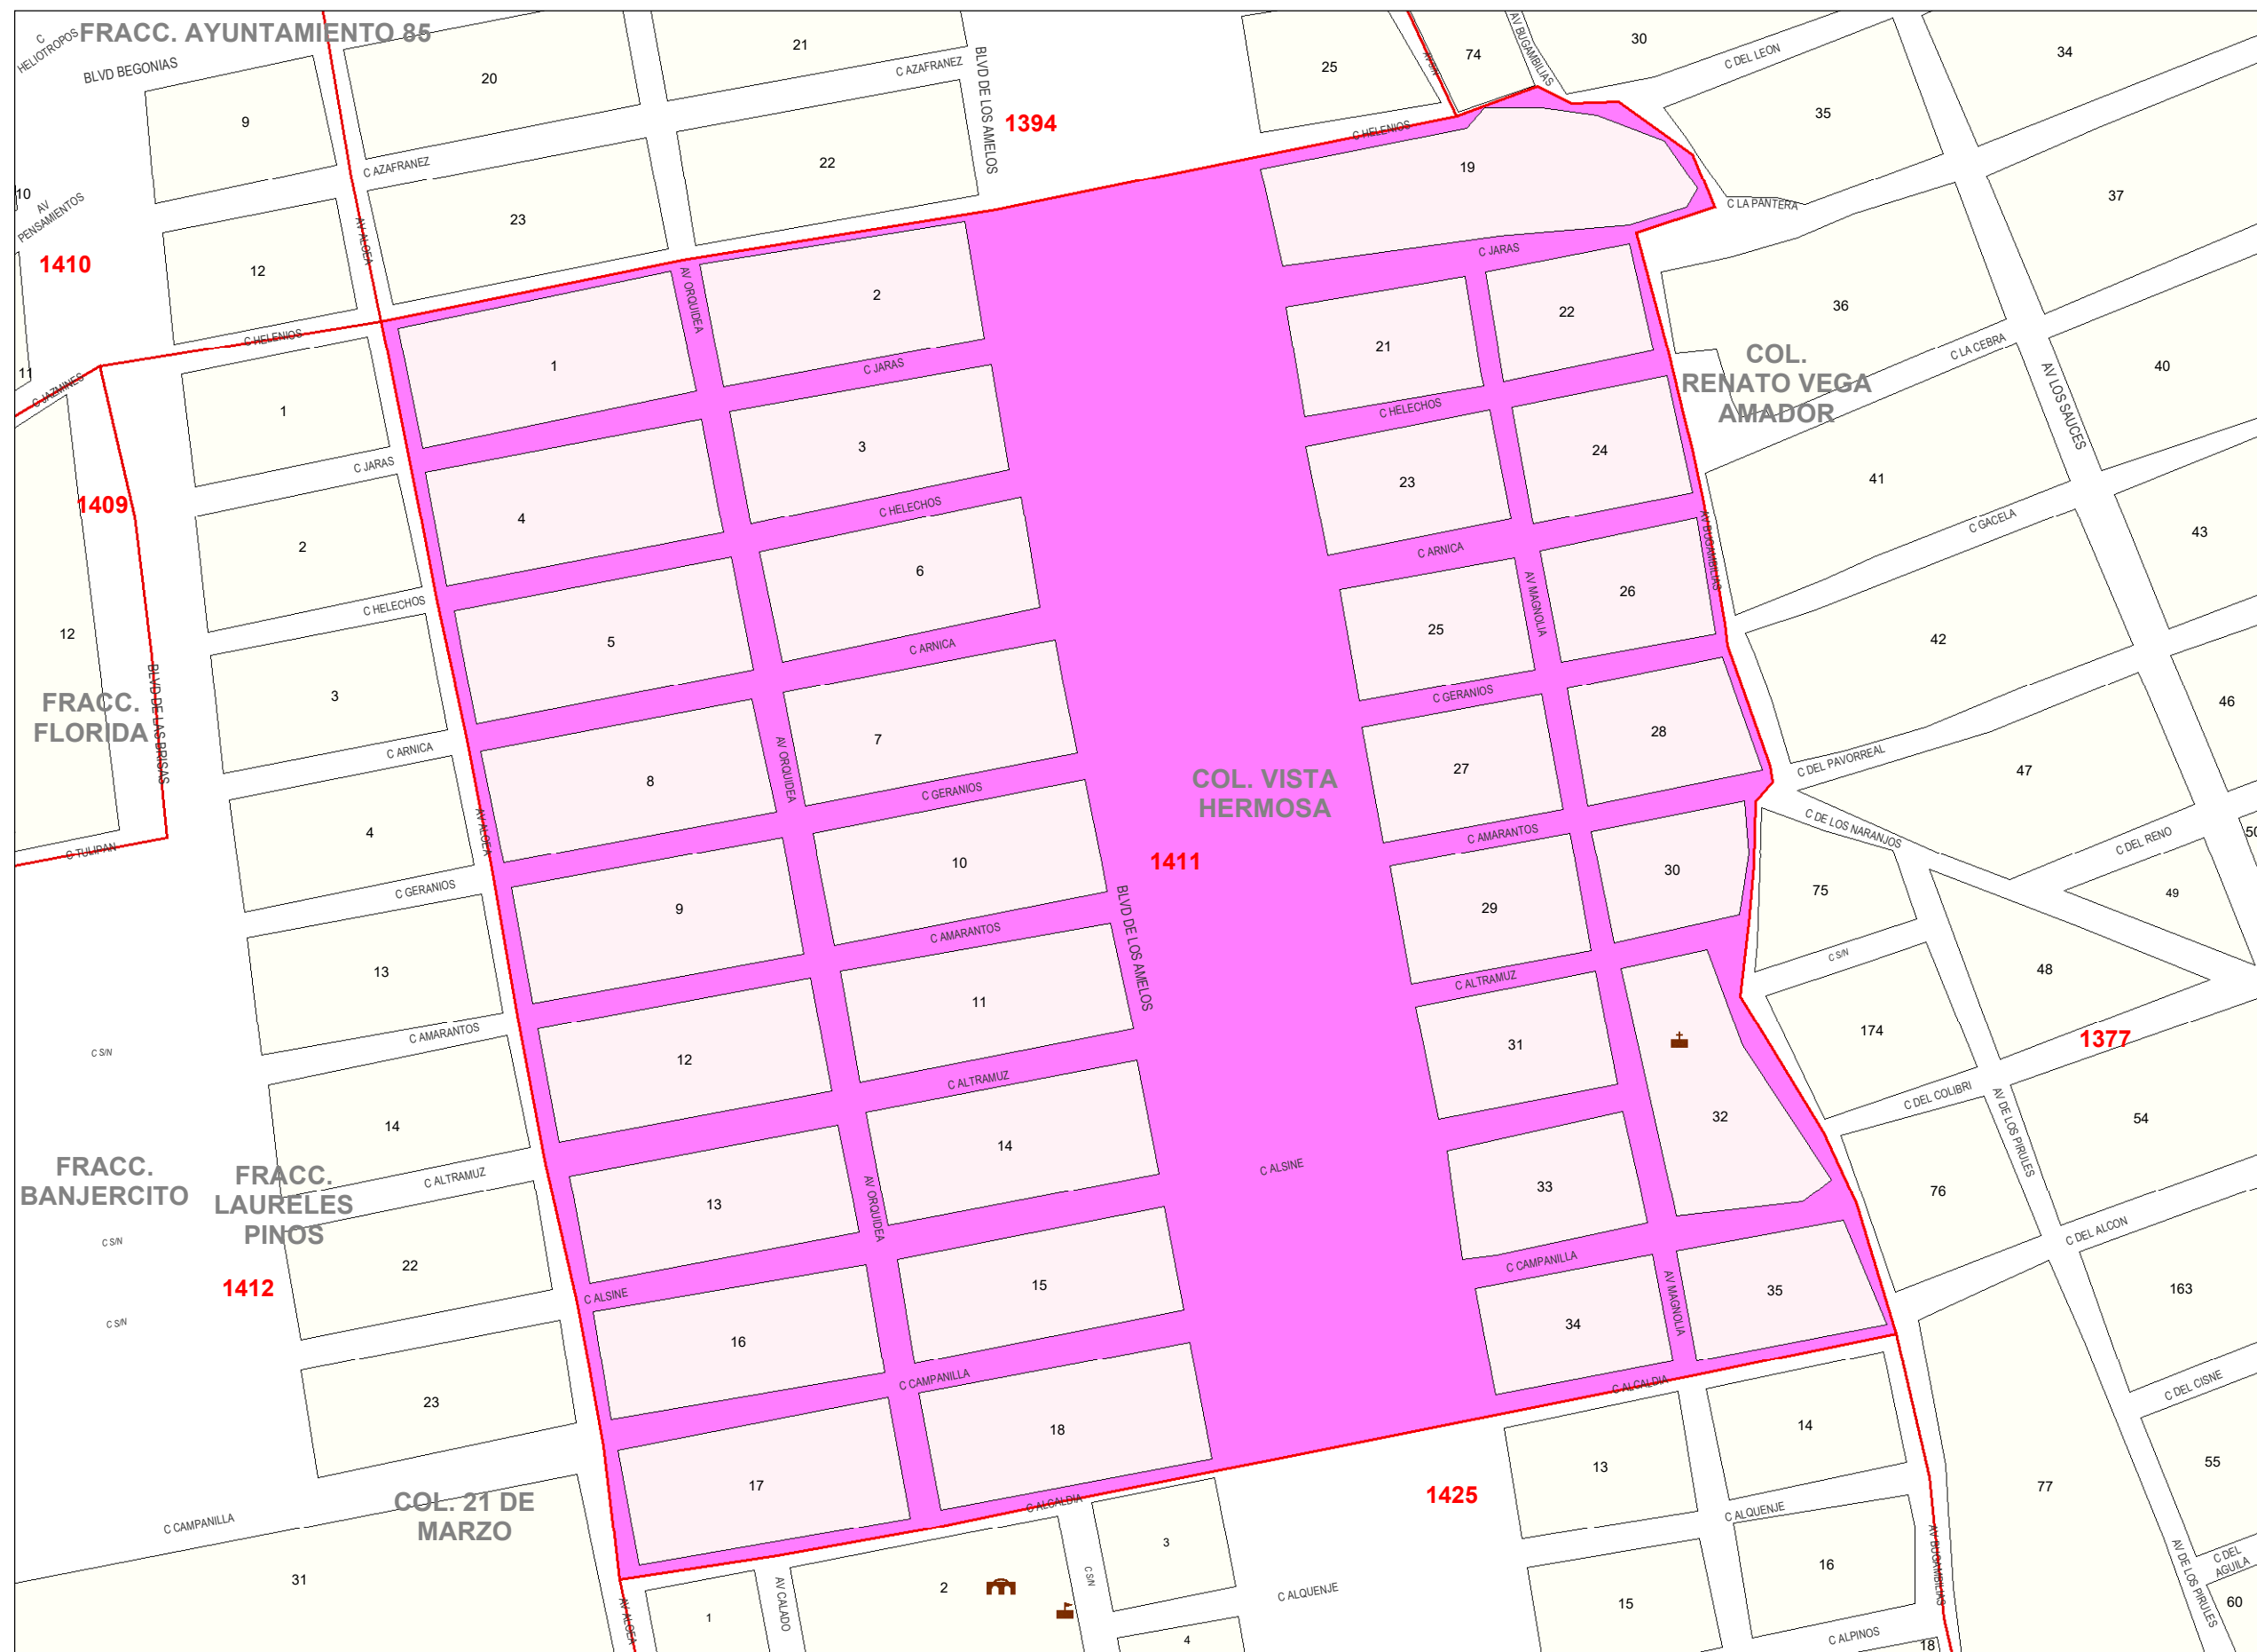 FRACC. AYUNTAMIENTO 85
C
HELIOTROPOS
BLVD BEGONIAS
9
20
21
C AZAFRANEZ
BLVD DE LOS AMELOS
25
AV S/N
74
AV BUGAMBILIAS
30
C DEL LEON
34
35
1394
C HELENIOS
22
C AZAFRANEZ
23
10
AV
PENSAMIENTOS
12
AV ALCEA
1410
19
C LA PANTERA
37
C JARAS
AV ORQUIDEA
2
1
C HELENIOS
11
C JAZMINES
21
22
36
COL.
RENATO VEGA
AMADOR
C LA CEBRA
40
AV LOS SAUCES
1
C JARAS
C JARAS
3
C HELECHOS
23
24
41
4
C HELECHOS
1409
2
C ARNICA
AV BUGAMBILIAS
C GACELA
43
C HELECHOS
6
5
C ARNICA
25
AV MAGNOLIA
26
42
12
3
FRACC.
FLORIDA
BLVD DE LAS BRISAS
C ARNICA
C GERANIOS
46
7
8
AV ORQUIDEA
C GERANIOS
COL. VISTA
HERMOSA
27
28
C DEL PAVORREAL
47
4
AV ALCEA
C TULIPAN
C GERANIOS
10
1411
C AMARANTOS
30
C DE LOS NARANJOS
C DEL RENO
50
49
75
9
C AMARANTOS
BLVD DE LOS AMELOS
29
C S/N
48
13
C ALTRAMUZ
11
C AMARANTOS
12
C ALTRAMUZ
31
174
1377
C S/N
14
C DEL COLIBRI
AV DE LOS PIRULES
54
32
FRACC.
BANJERCITO
FRACC.
LAURELES
PINOS
C ALTRAMUZ
14
13
AV ORQUIDEA
C ALSINE
33
76
C DEL ALCON
C S/N
22
1412
C ALSINE
15
C CAMPANILLA
AV MAGNOLIA
35
163
C S/N
16
34
C CAMPANILLA
C ALCALDIA
C DEL CISNE
23
18
17
14
13
55
77
1425
COL. 21 DE
MARZO
C CAMPANILLA
C ALCALDIA
C ALQUENJE
3
31
2
C S/N
C ALQUENJE
16
15
AV BUGAMBILIAS
AV DE LOS PIRULES
C DEL
AGUILA
60
1
AV CALADO
AV ALCEA
4
C ALPINOS
18